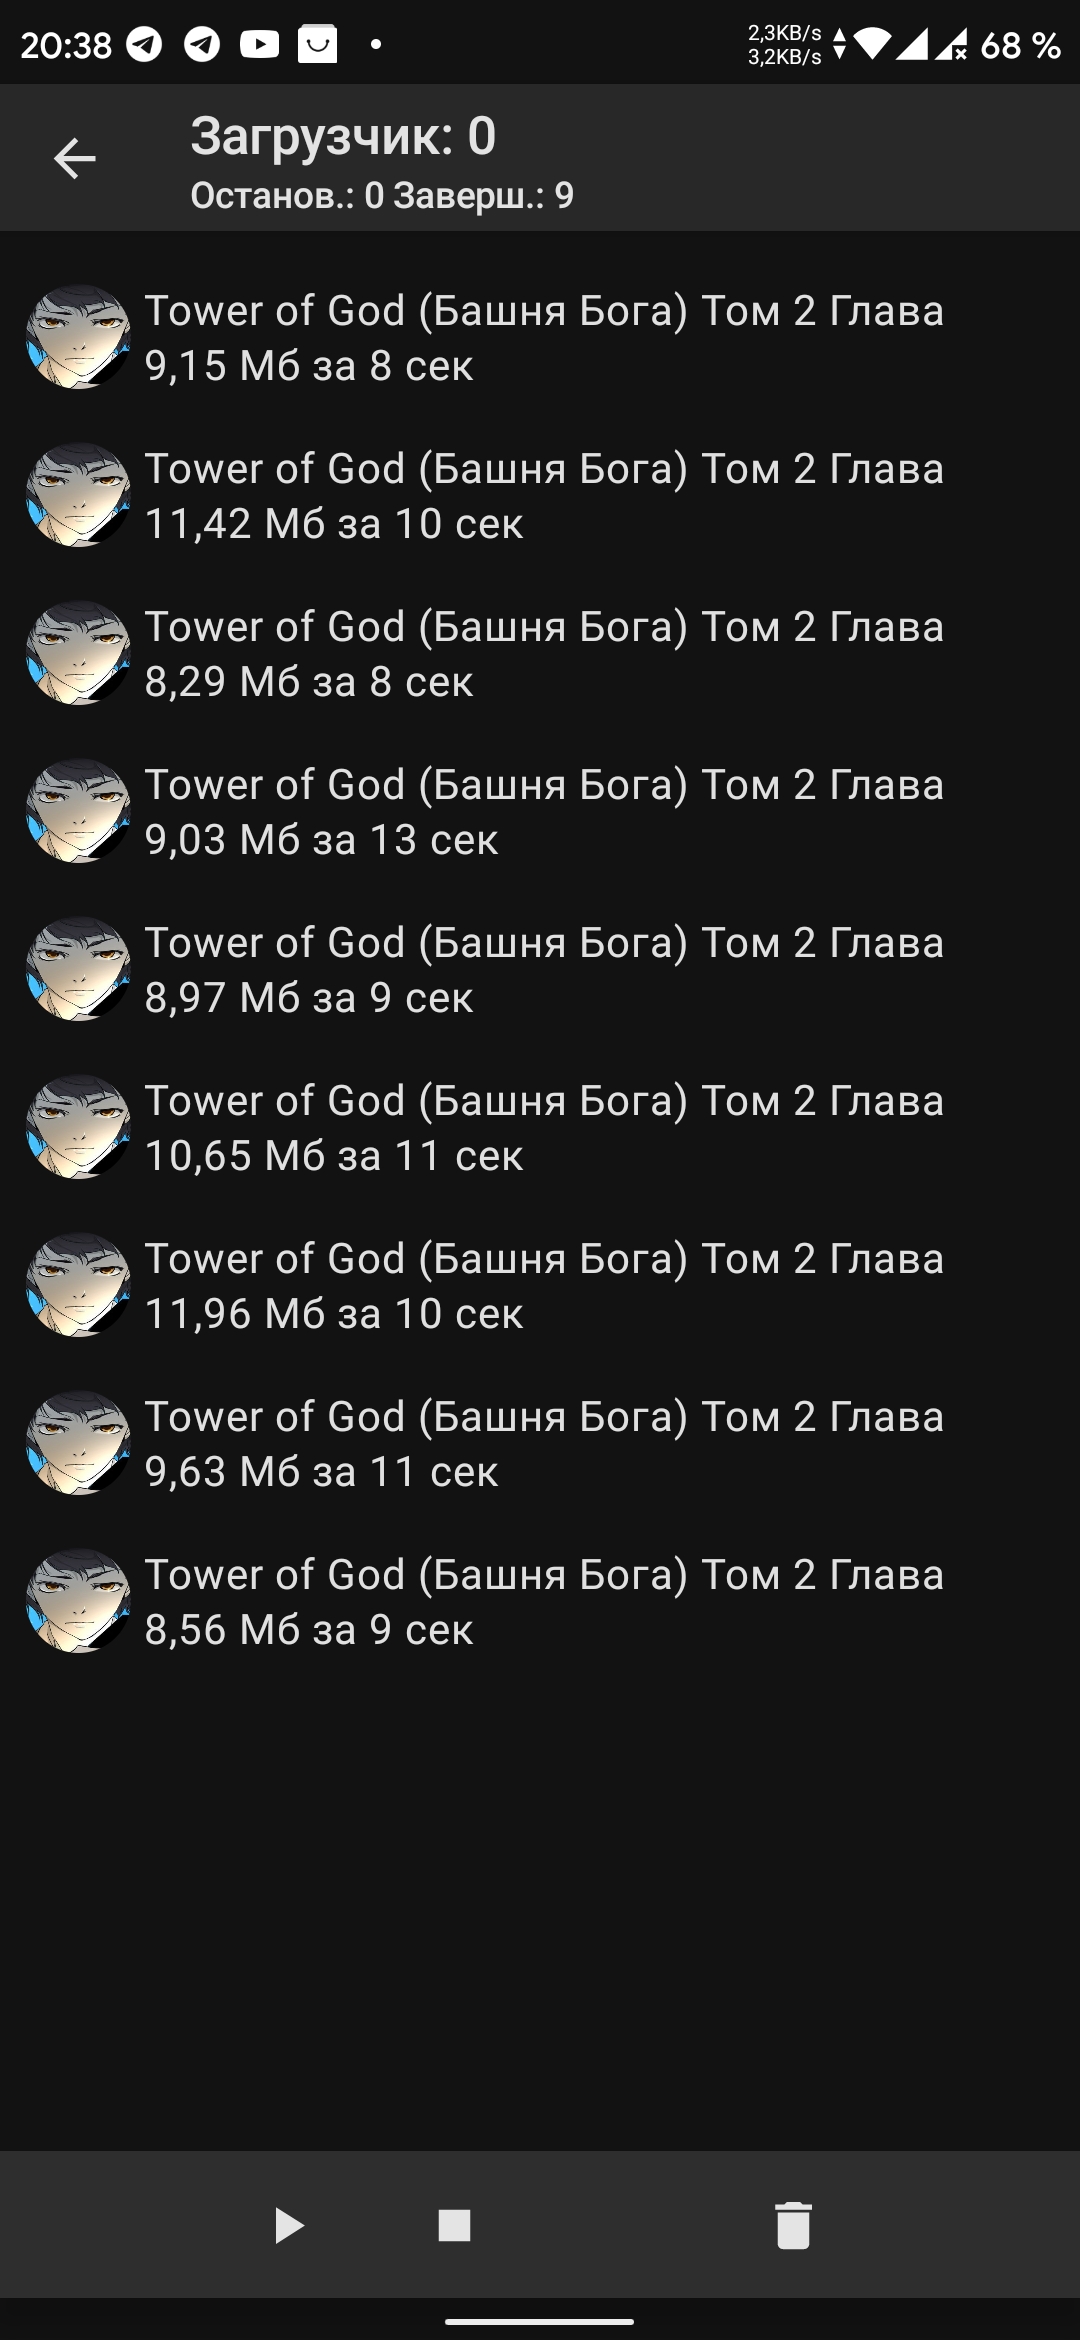 20:38
2,3KB/s
3,2KB/s
68 %
Загрузчик: 0
Останов.: 0 Заверш.: 9
Tower of God (Башня Бога) Том 2 Глава
9,15 Мб за 8 сек
Tower of God (Башня Бога) Том 2 Глава
11,42 Мб за 10 сек
Tower of God (Башня Бога) Том 2 Глава
8,29 Мб за 8 сек
Tower of God (Башня Бога) Том 2 Глава
9,03 Мб за 13 сек
Tower of God (Башня Бога) Том 2 Глава
8,97 Мб за 9 сек
Tower of God (Башня Бога) Том 2 Глава
10,65 Мб за 11 сек
Tower of God (Башня Бога) Том 2 Глава
11,96 Мб за 10 сек
Tower of God (Башня Бога) Том 2 Глава
9,63 Мб за 11 сек
Tower of God (Башня Бога) Том 2 Глава
8,56 Мб за 9 сек